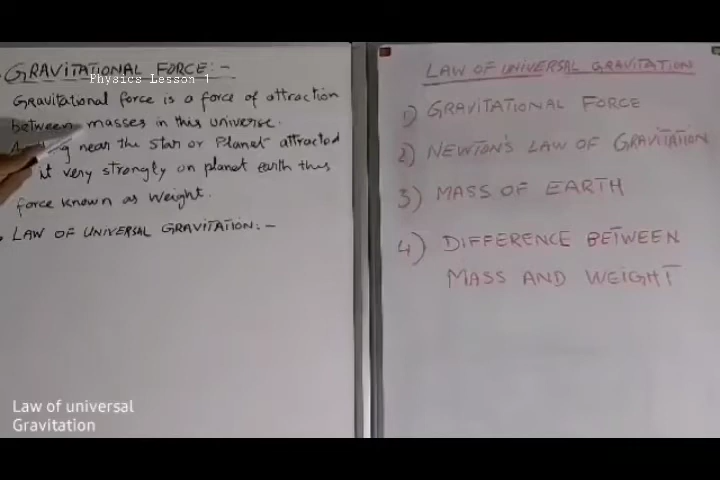 GRAVITATIONAL FORCE:-
Physics Lesson 1
Gravitational force is a force of attraction
between masses in this universe.
near the star or Planet attracted
it very strongly on planet earth this
force known as Weight.
LAW OF UNIVERSAL GRAVITATION:-
LAW OF UNIVERSAL GRAVITATION
1) GRAVITATIONAL FORCE
2) NEWTON'S LAW OF GRAVITATION
3) MASS OF EARTH
4) DIFFERENCE BETWEEN
MASS AND WEIGHT
Law of universal
Gravitation